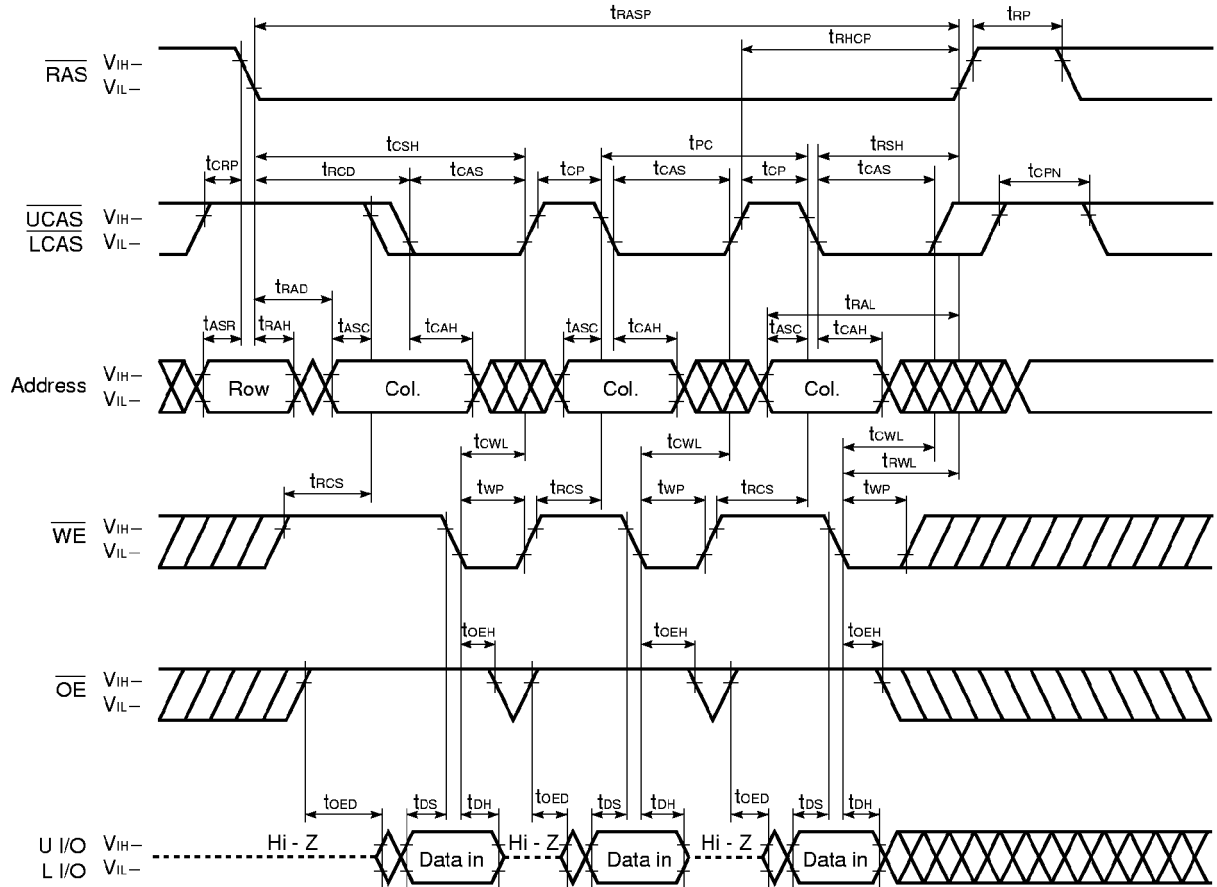 tRASP tRP
tRHCP
RAS VIH–
VIL–
tCSH tPC tRSH
tCRP tRCD tCAS tCP tCAS tCP tCAS tCPN
UCAS VIH–
LCAS VIL–
tRAD tRAL
tASR tRAH tASC tCAH tASC tCAH tASC tCAH
Address VIH–
VIL–
Row Col. Col. Col.
tCWL tCWL tCWL
tRWL
tRCS tWP tRCS tWP tRCS tWP
WE VIH–
VIL–
tOEH tOEH tOEH
OE VIH–
VIL–
tOED tDS tDH tOED tDS tDH tOED tDS tDH
U I/O VIH–
L I/O VIL–
Hi - Z Data in Hi - Z Data in Hi - Z Data in